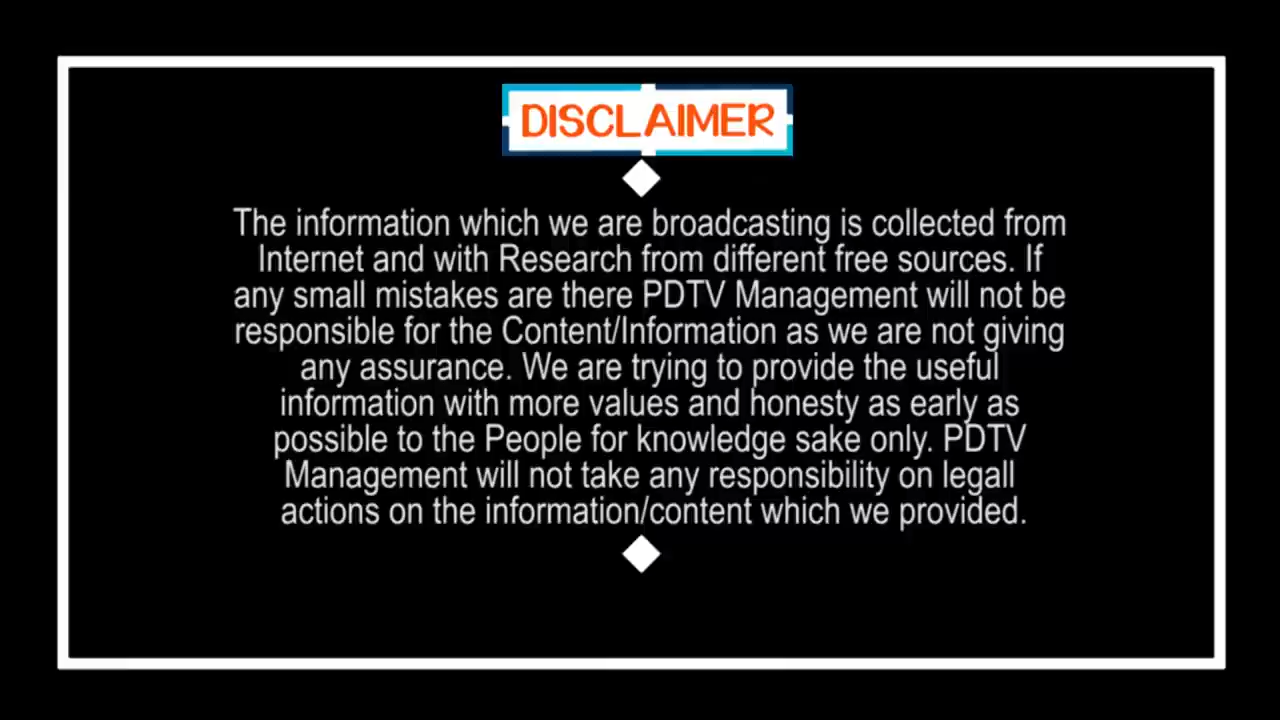 DISCLAIMER
The information which we are broadcasting is collected from
Internet and with Research from different free sources. If
any small mistakes are there PDTV Management will not be
responsible for the Content/Information as we are not giving
any assurance. We are trying to provide the useful
information with more values and honesty as early as
possible to the People for knowledge sake only. PDTV
Management will not take any responsibility on legall
actions on the information/content which we provided.